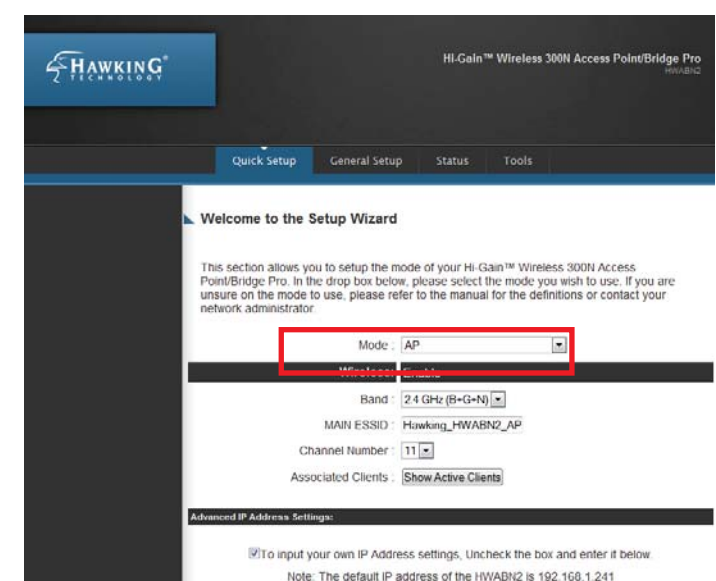 HAWKING®
TECHNOLOGY
Hi-Gain™ Wireless 300N Access Point/Bridge Pro
HWABN2
Quick Setup General Setup Status Tools
Welcome to the Setup Wizard
This section allows you to setup the mode of your Hi-Gain™ Wireless 300N Access
Point/Bridge Pro. In the drop box below, please select the mode you wish to use. If you are
unsure on the mode to use, please refer to the manual for the definitions or contact your
network administrator.
Mode : AP
Wireless: Enable
Band : 2.4 GHz (B+G+N)
MAIN ESSID : Hawking_HWABN2_AP
Channel Number : 11
Associated Clients : Show Active Clients
Advanced IP Address Settings:
To input your own IP Address settings, Uncheck the box and enter it below.
Note: The default IP address of the HWABN2 is 192.168.1.241